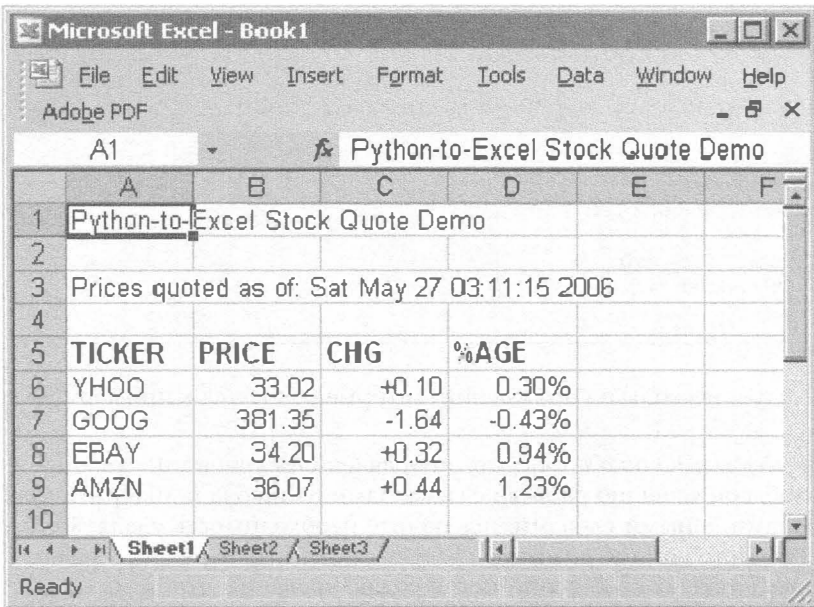 Microsoft Excel - Book1
File Edit View Insert Format Tools Data Window Help
Adobe PDF
A1 fx Python-to-Excel Stock Quote Demo
A B C D E F
1 Python-to-Excel Stock Quote Demo
2
3 Prices quoted as of: Sat May 27 03:11:15 2006
4
5 TICKER PRICE CHG %AGE
6 YHOO 33.02 +0.10 0.30%
7 GOOG 381.35 -1.64 -0.43%
8 EBAY 34.20 +0.32 0.94%
9 AMZN 36.07 +0.44 1.23%
10
Sheet1 Sheet2 Sheet3
Ready